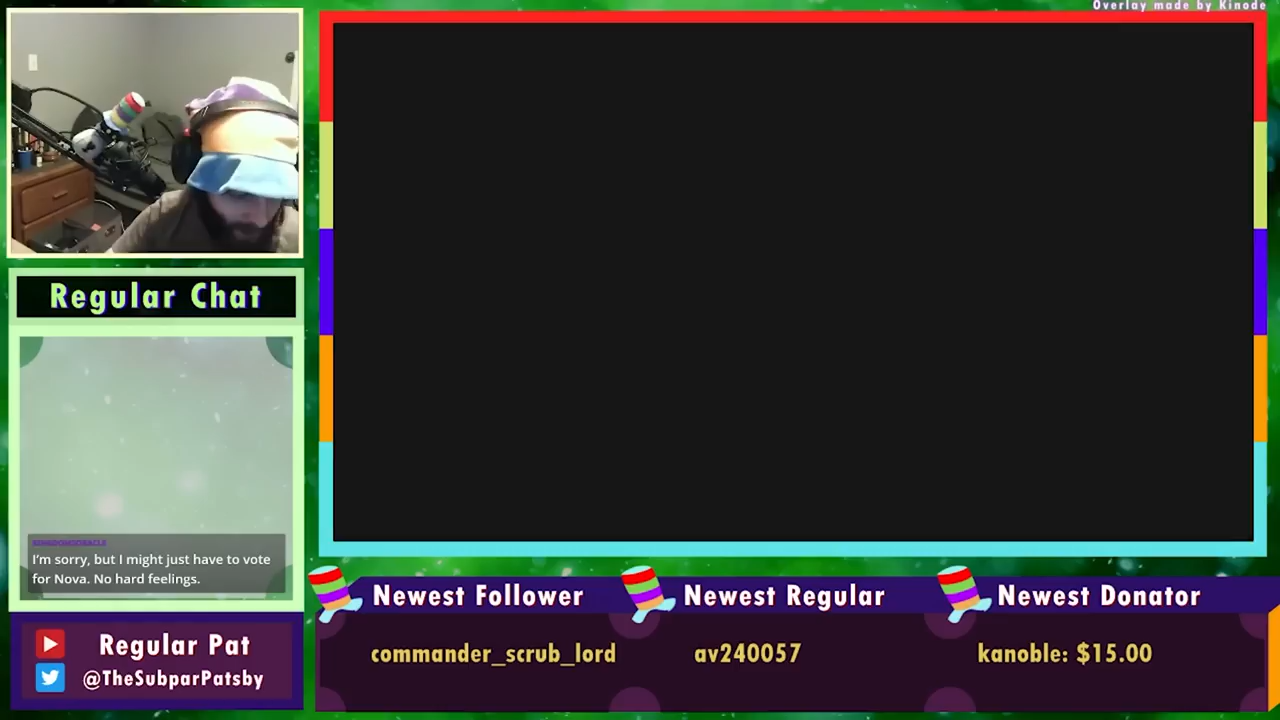 Overlay made by Kinode
Regular Chat
I'm sorry, but I might just have to vote
for Nova. No hard feelings.
Regular Pat
@TheSubparPatsby
Newest Follower
commander_scrub_lord
Newest Regular
av240057
Newest Donator
kanoble: $15.00